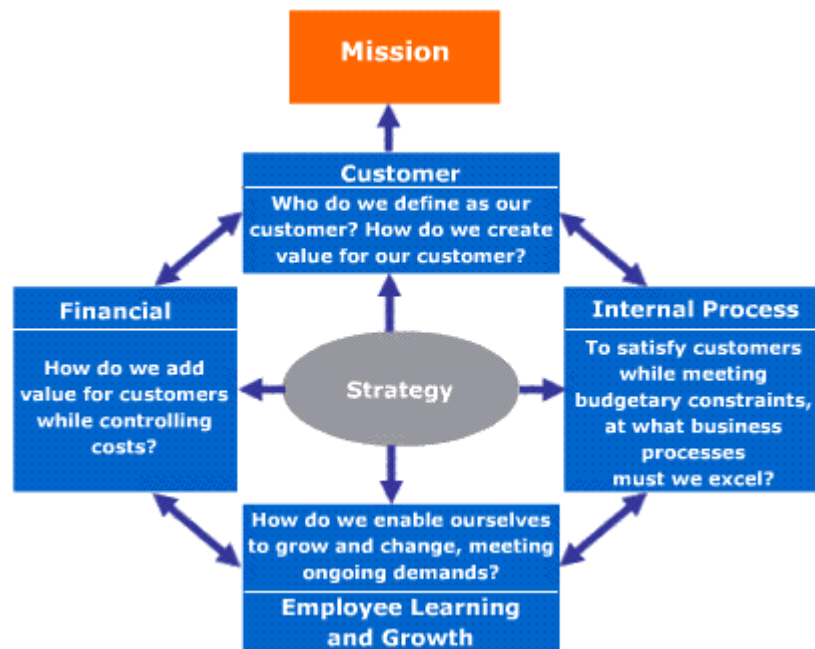 Mission
Customer
Who do we define as our
customer? How do we create
value for our customer?
Financial
How do we add
value for customers
while controlling
costs?
Strategy
Internal Process
To satisfy customers
while meeting
budgetary constraints,
at what business
processes
must we excel?
How do we enable ourselves
to grow and change, meeting
ongoing demands?
Employee Learning
and Growth